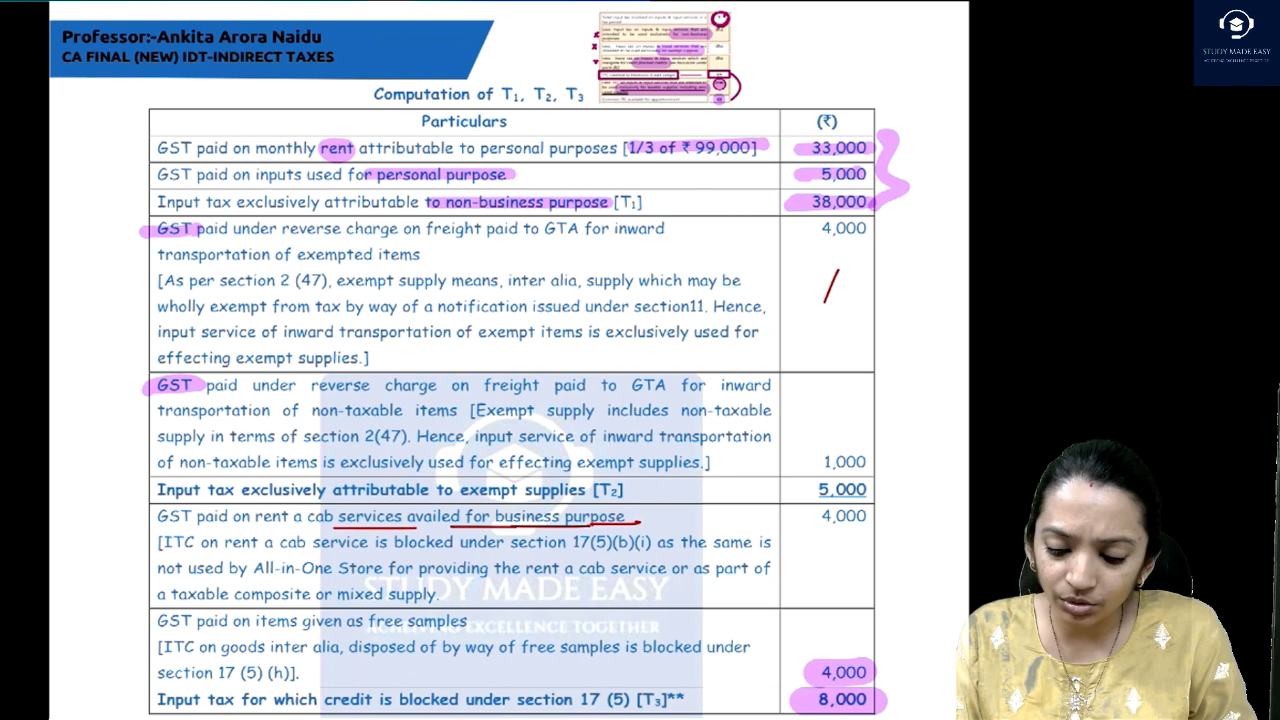 Professor:-Ankita Arora Naidu
CA FINAL (NEW) IDT-INDIRECT TAXES
STUDY MADE EASY
Computation of T1, T2, T3
Particulars (₹)
GST paid on monthly rent attributable to personal purposes [1/3 of ₹ 99,000] 33,000
GST paid on inputs used for personal purpose 5,000
Input tax exclusively attributable to non-business purpose [T1] 38,000
GST paid under reverse charge on freight paid to GTA for inward 4,000
transportation of exempted items
[As per section 2 (47), exempt supply means, inter alia, supply which may be
wholly exempt from tax by way of a notification issued under section11. Hence,
input service of inward transportation of exempt items is exclusively used for
effecting exempt supplies.]
GST paid under reverse charge on freight paid to GTA for inward
transportation of non-taxable items [Exempt supply includes non-taxable
supply in terms of section 2(47). Hence, input service of inward transportation
of non-taxable items is exclusively used for effecting exempt supplies.] 1,000
Input tax exclusively attributable to exempt supplies [T2] 5,000
GST paid on rent a cab services availed for business purpose 4,000
[ITC on rent a cab service is blocked under section 17(5)(b)(i) as the same is
not used by All-in-One Store for providing the rent a cab service or as part of
a taxable composite or mixed supply.
STUDY MADE EASY
GST paid on items given as free samples
ACHIEVING EXCELLENCE TOGETHER
[ITC on goods inter alia, disposed of by way of free samples is blocked under
section 17 (5) (h)]. 4,000
Input tax for which credit is blocked under section 17 (5) [T3]** 8,000